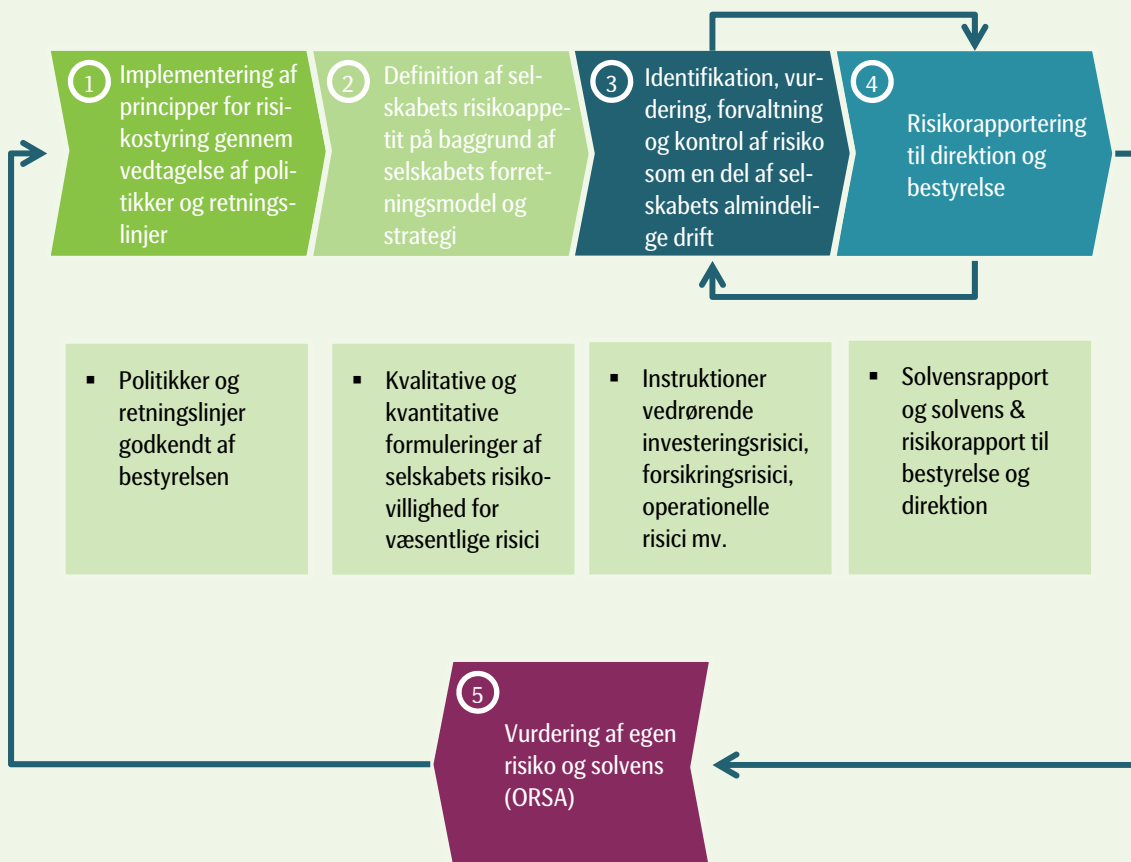 1
Implementering af
principper for risi-
kostyring gennem
vedtagelse af poli-
tikker og retnings-
linjer
2
Definition af sel-
skabets risikoappe-
tit på baggrund af
selskabets forret-
ningsmodel og
strategi
3
Identifikation, vur-
dering, forvaltning
og kontrol af risiko
som en del af sel-
skabets almindeli-
ge drift
4
Risikorapportering
til direktion og
bestyrelse
▪ Politikker og
retningslinjer
godkendt af
bestyrelsen
▪ Kvalitative og
kvantitative
formuleringer af
selskabets risiko-
villighed for
væsentlige risici
▪ Instruktioner
vedrørende
investeringsrisici,
forsikringsrisici,
operationelle
risici mv.
▪ Solvensrapport
og solvens &
risikorapport til
bestyrelse og
direktion
5
Vurdering af egen
risiko og solvens
(ORSA)